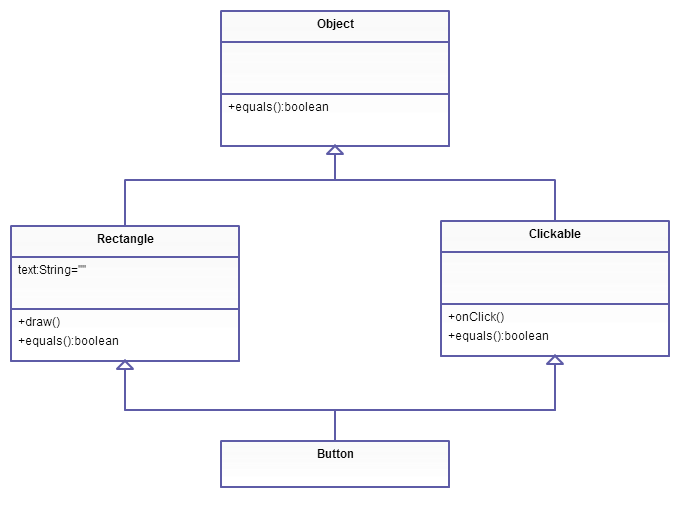 Object
+equals():boolean
Rectangle
text:String=""
+draw()
+equals():boolean
Clickable
+onClick()
+equals():boolean
Button